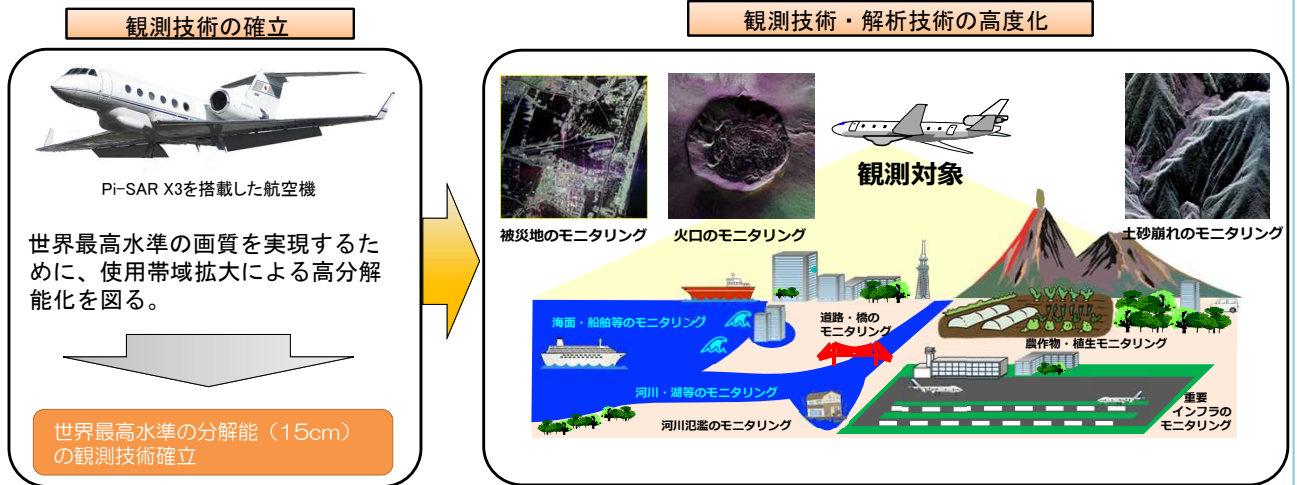 観測技術の確立
Pi-SAR X3を搭載した航空機
世界最高水準の画質を実現するた
めに、使用帯域拡大による高分解
能化を図る。
世界最高水準の分解能（15cm）
の観測技術確立
観測技術・解析技術の高度化
観測対象
被災地のモニタリング
火口のモニタリング
土砂崩れのモニタリング
海面・船舶等のモニタリング
道路・橋の
モニタリング
農作物・植生モニタリング
河川・湖等のモニタリング
河川氾濫のモニタリング
重要
インフラの
モニタリング